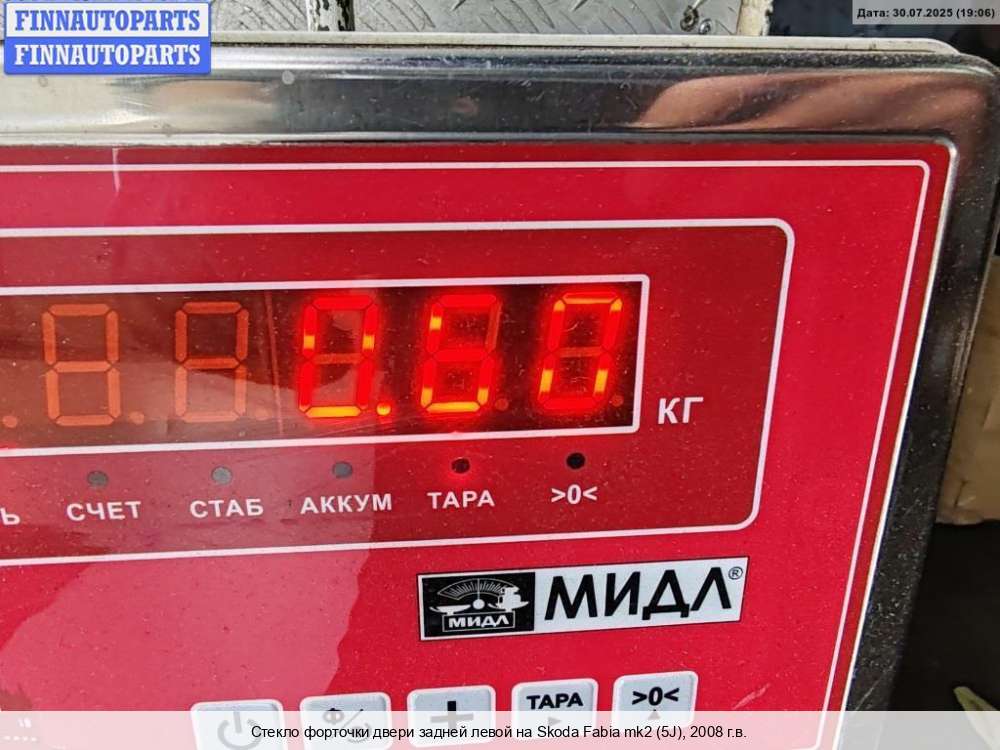 FINNAUTOPARTS
FINNAUTOPARTS
Дата: 30.07.2025 (19:06)
0.60
КГ
Ь СЧЕТ СТАБ АККУМ ТАРА >0<
МИДЛ
МИДЛ®
ТАРА >0<
Стекло форточки двери задней левой на Skoda Fabia mk2 (5J), 2008 г.в.